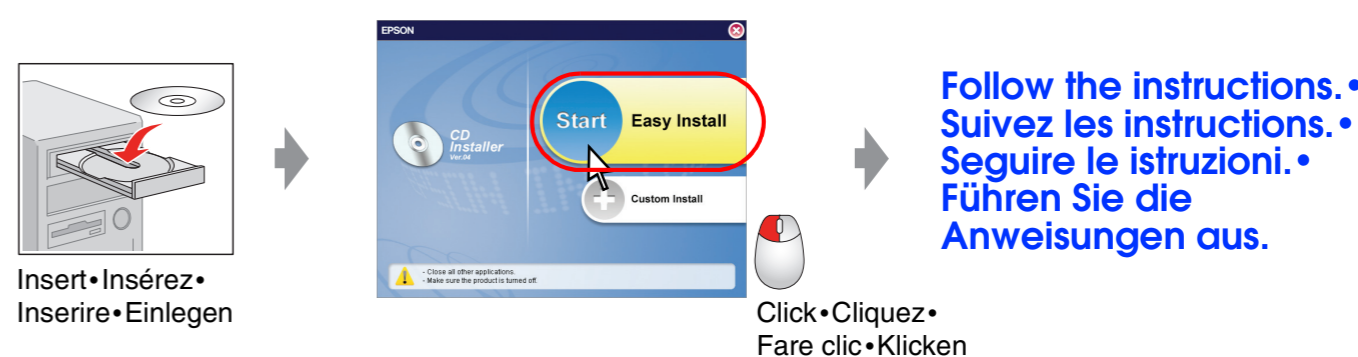 EPSON
Start
Easy Install
CD
Installer
Ver.04
Custom Install
- Close all other applications.
- Make sure the product is turned off.
Insert•Insérez•
Inserire•Einlegen
Click•Cliquez•
Fare clic•Klicken
Follow the instructions.•
Suivez les instructions.•
Seguire le istruzioni.•
Führen Sie die
Anweisungen aus.